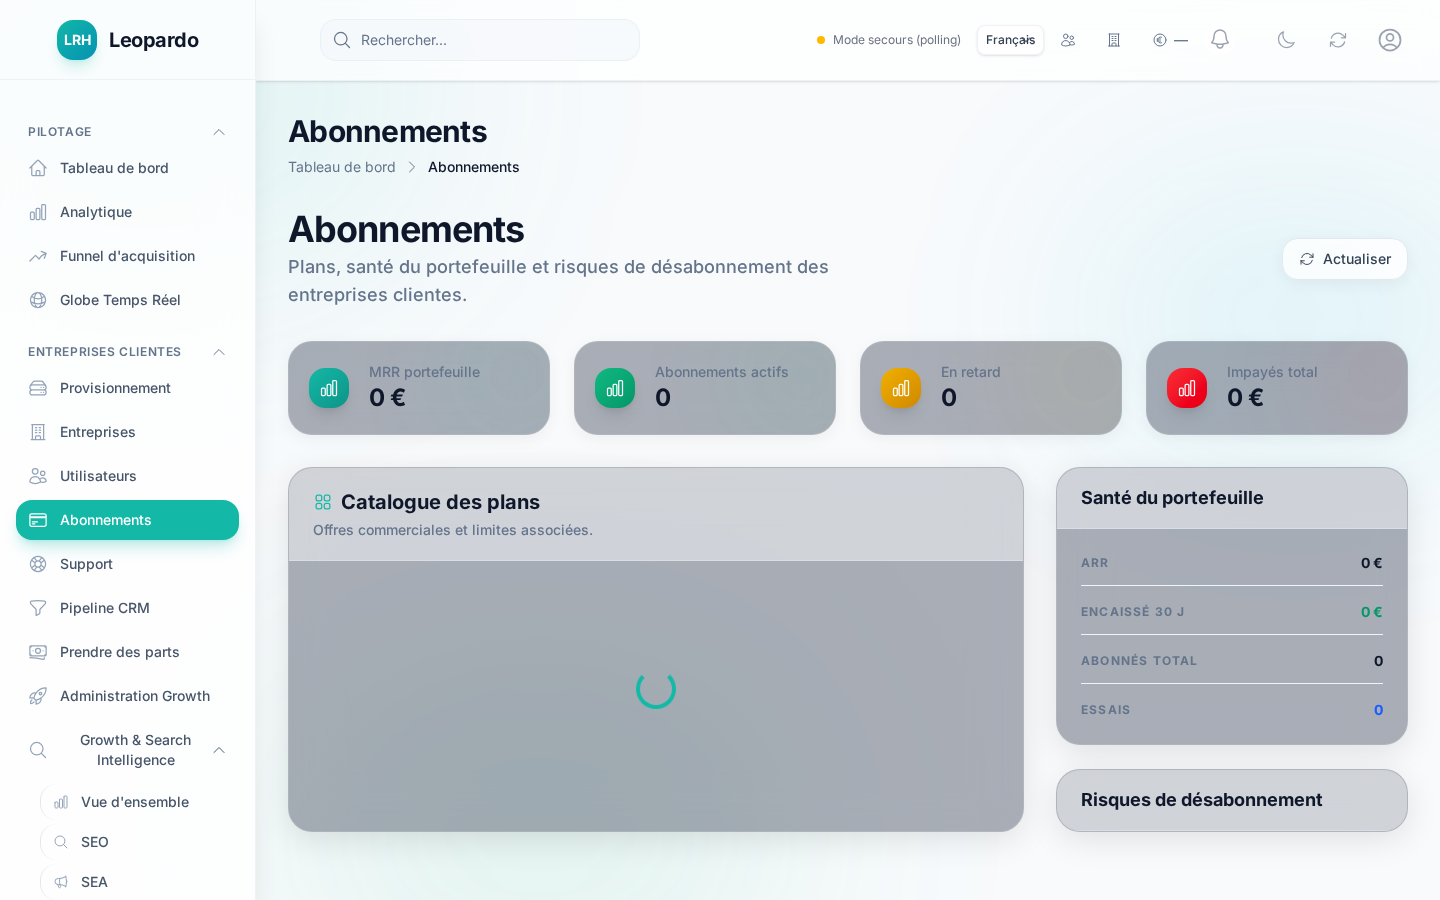 LRH
Leopardo
Rechercher...
Mode secours (polling)
Français
—
PILOTAGE
Tableau de bord
Analytique
Funnel d'acquisition
Globe Temps Réel
ENTREPRISES CLIENTES
Provisionnement
Entreprises
Utilisateurs
Abonnements
Support
Pipeline CRM
Prendre des parts
Administration Growth
Growth & Search
Intelligence
Vue d'ensemble
SEO
SEA
Abonnements
Tableau de bord
Abonnements
Abonnements
Plans, santé du portefeuille et risques de désabonnement des
entreprises clientes.
Actualiser
MRR portefeuille
0 €
Abonnements actifs
0
En retard
0
Impayés total
0 €
Catalogue des plans
Offres commerciales et limites associées.
Santé du portefeuille
ARR
0 €
ENCAISSÉ 30 J
0 €
ABONNÉS TOTAL
0
ESSAIS
0
Risques de désabonnement